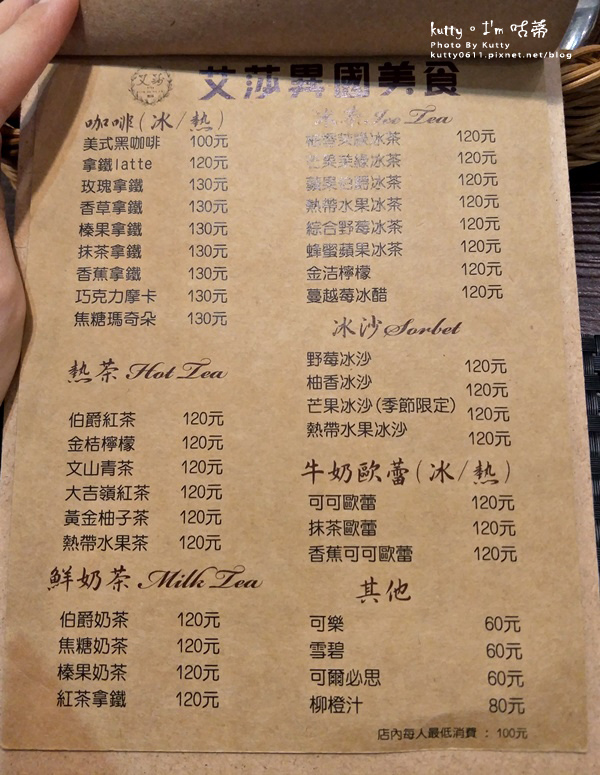 kutty。I'm 咕蒂
Photo By Kutty
kutty0611.pixnet.net/blog
艾莎
艾莎異國美食
咖啡(冰/熱)
美式黑咖啡 100元
拿鐵latte 120元
玫瑰拿鐵 130元
香草拿鐵 130元
榛果拿鐵 130元
抹茶拿鐵 130元
香蕉拿鐵 130元
巧克力摩卡 130元
焦糖瑪奇朵 130元
熱茶 Hot Tea
伯爵紅茶 120元
金桔檸檬 120元
文山青茶 120元
大吉嶺紅茶 120元
黃金柚子茶 120元
熱帶水果茶 120元
鮮奶茶 Milk Tea
伯爵奶茶 120元
焦糖奶茶 120元
榛果奶茶 120元
紅茶拿鐵 120元
Ice Tea
冰茶 120元
冰茶 120元
冰茶 120元
熱帶水果冰茶 120元
綜合野莓冰茶 120元
蜂蜜蘋果冰茶 120元
金洁檸檬 120元
蔓越莓冰醋 120元
冰沙 Sorbet
野莓冰沙 120元
柚香冰沙 120元
芒果冰沙(季節限定) 120元
熱帶水果冰沙 120元
牛奶歐蕾(冰/熱)
可可歐蕾 120元
抹茶歐蕾 120元
香蕉可可歐蕾 120元
其他
可樂 60元
雪碧 60元
可爾必思 60元
柳橙汁 80元
店內每人最低消費 : 100元